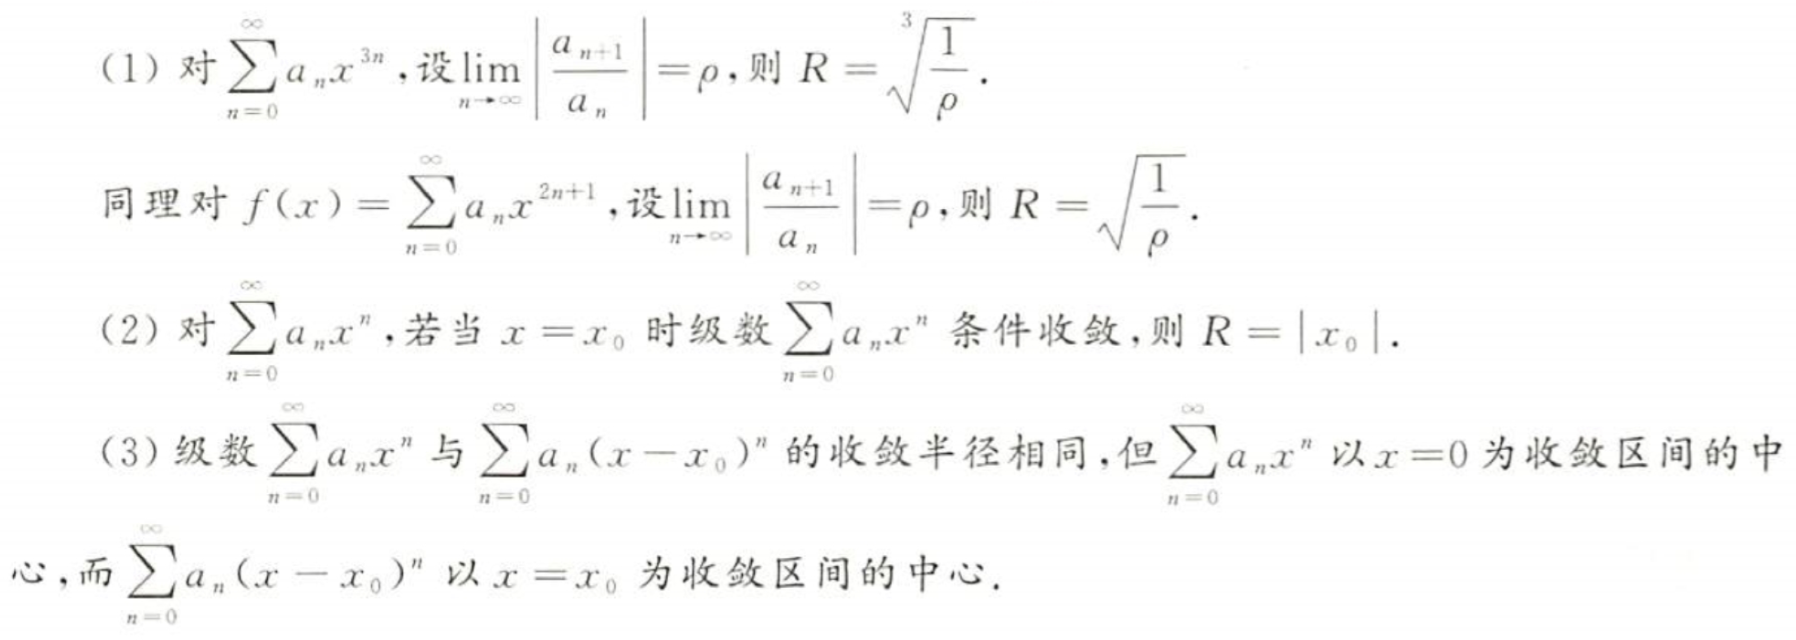 (1) 对 $\sum_{n=0}^{\infty} a_n x^{3n}$ ,设 $\lim_{n \to \infty} \left| \frac{a_{n+1}}{a_n} \right| = \rho$ ,则 $R = \sqrt[3]{\frac{1}{\rho}}$ .
同理对 $f(x) = \sum_{n=0}^{\infty} a_n x^{2n+1}$ ,设 $\lim_{n \to \infty} \left| \frac{a_{n+1}}{a_n} \right| = \rho$ ,则 $R = \sqrt{\frac{1}{\rho}}$ .
(2) 对 $\sum_{n=0}^{\infty} a_n x^n$ ,若当 $x = x_0$ 时级数 $\sum_{n=0}^{\infty} a_n x^n$ 条件收敛,则 $R = |x_0|$ .
(3) 级数 $\sum_{n=0}^{\infty} a_n x^n$ 与 $\sum_{n=0}^{\infty} a_n (x - x_0)^n$ 的收敛半径相同,但 $\sum_{n=0}^{\infty} a_n x^n$ 以 $x = 0$ 为收敛区间的中
心,而 $\sum_{n=0}^{\infty} a_n (x - x_0)^n$ 以 $x = x_0$ 为收敛区间的中心.